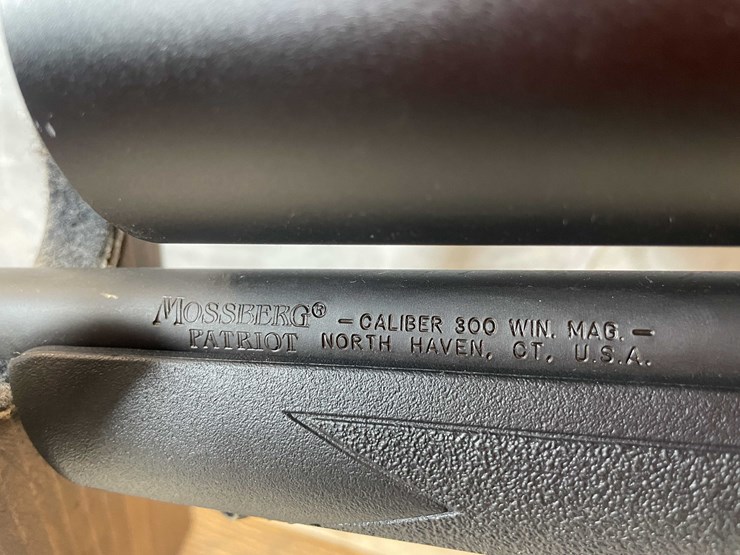 MOSSBERG® – CALIBER 300 WIN. MAG. –
PATRIOT NORTH HAVEN, CT, U.S.A.